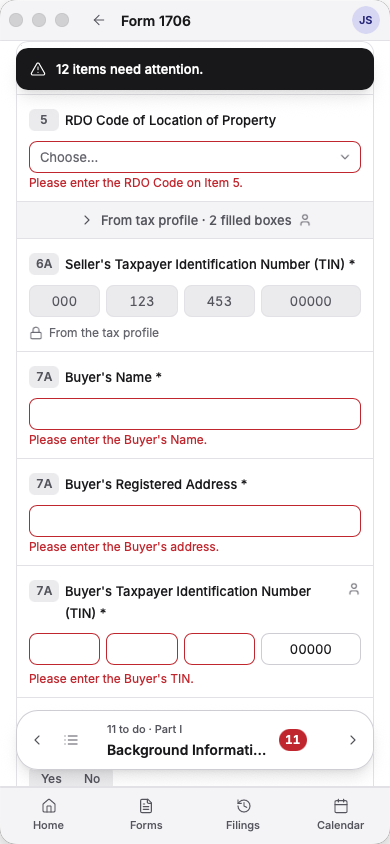 Form 1706
JS
12 items need attention.
5 RDO Code of Location of Property
Choose...
Please enter the RDO Code on Item 5.
From tax profile · 2 filled boxes
6A Seller's Taxpayer Identification Number (TIN) *
000 123 453 00000
From the tax profile
7A Buyer's Name *
Please enter the Buyer's Name.
7A Buyer's Registered Address *
Please enter the Buyer's address.
7A Buyer's Taxpayer Identification Number
(TIN) *
00000
Please enter the Buyer's TIN.
11 to do · Part I
Background Informati...
11
Yes No
Home Forms Filings Calendar